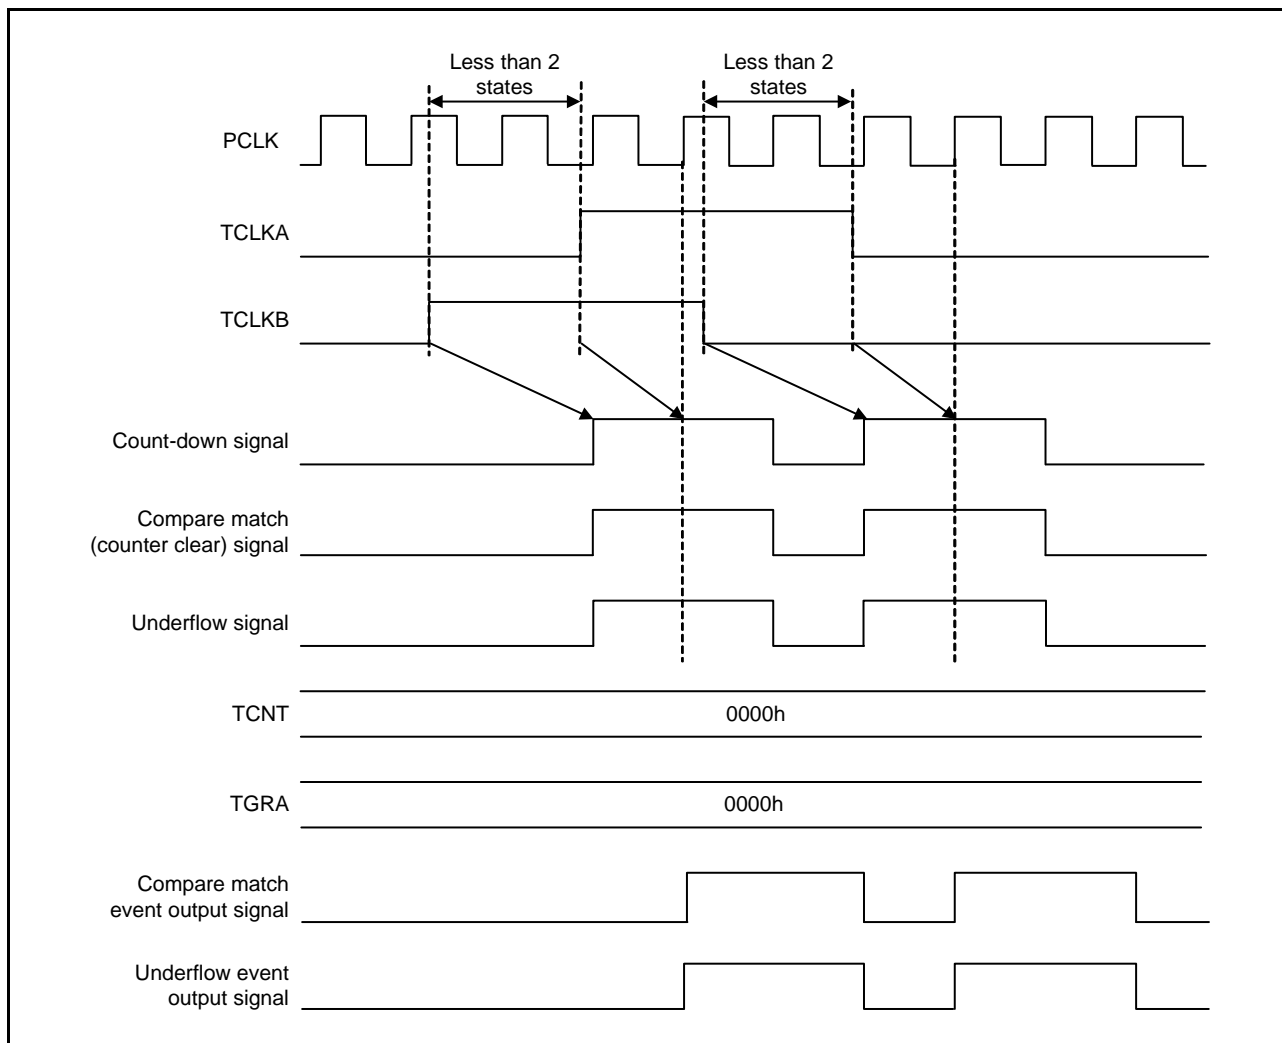 Less than 2
states
Less than 2
states
PCLK
TCLKA
TCLKB
Count-down signal
Compare match
(counter clear) signal
Underflow signal
TCNT
0000h
TGRA
0000h
Compare match
event output signal
Underflow event
output signal